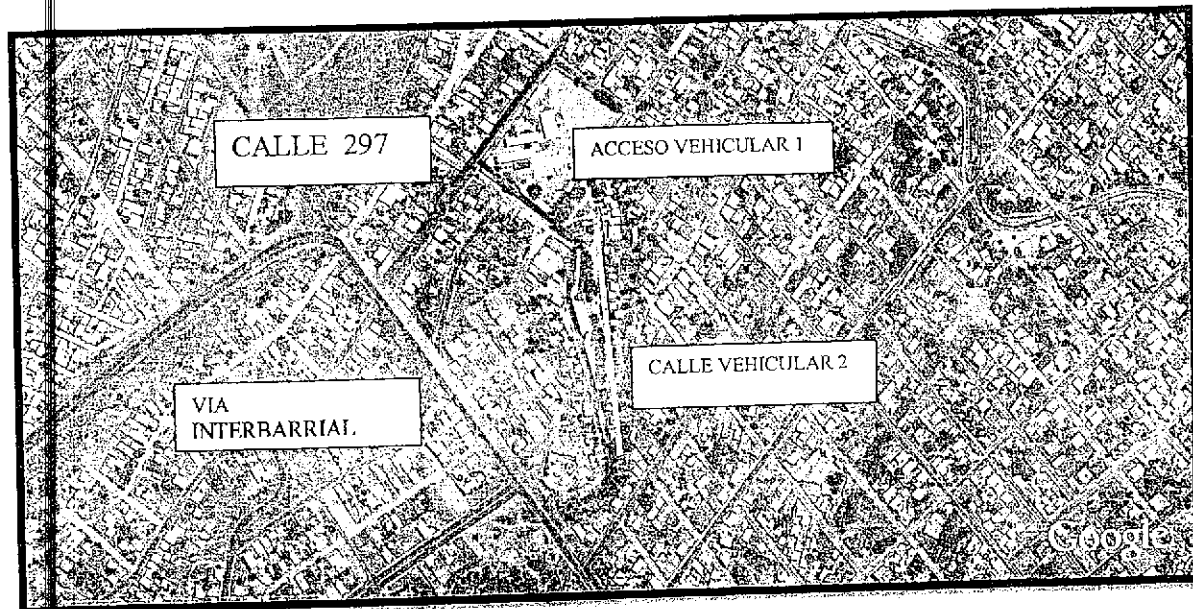 CALLE 297
ACCESO VEHICULAR 1
CALLE VEHICULAR 2
VIA
INTERBARRIAL
Google